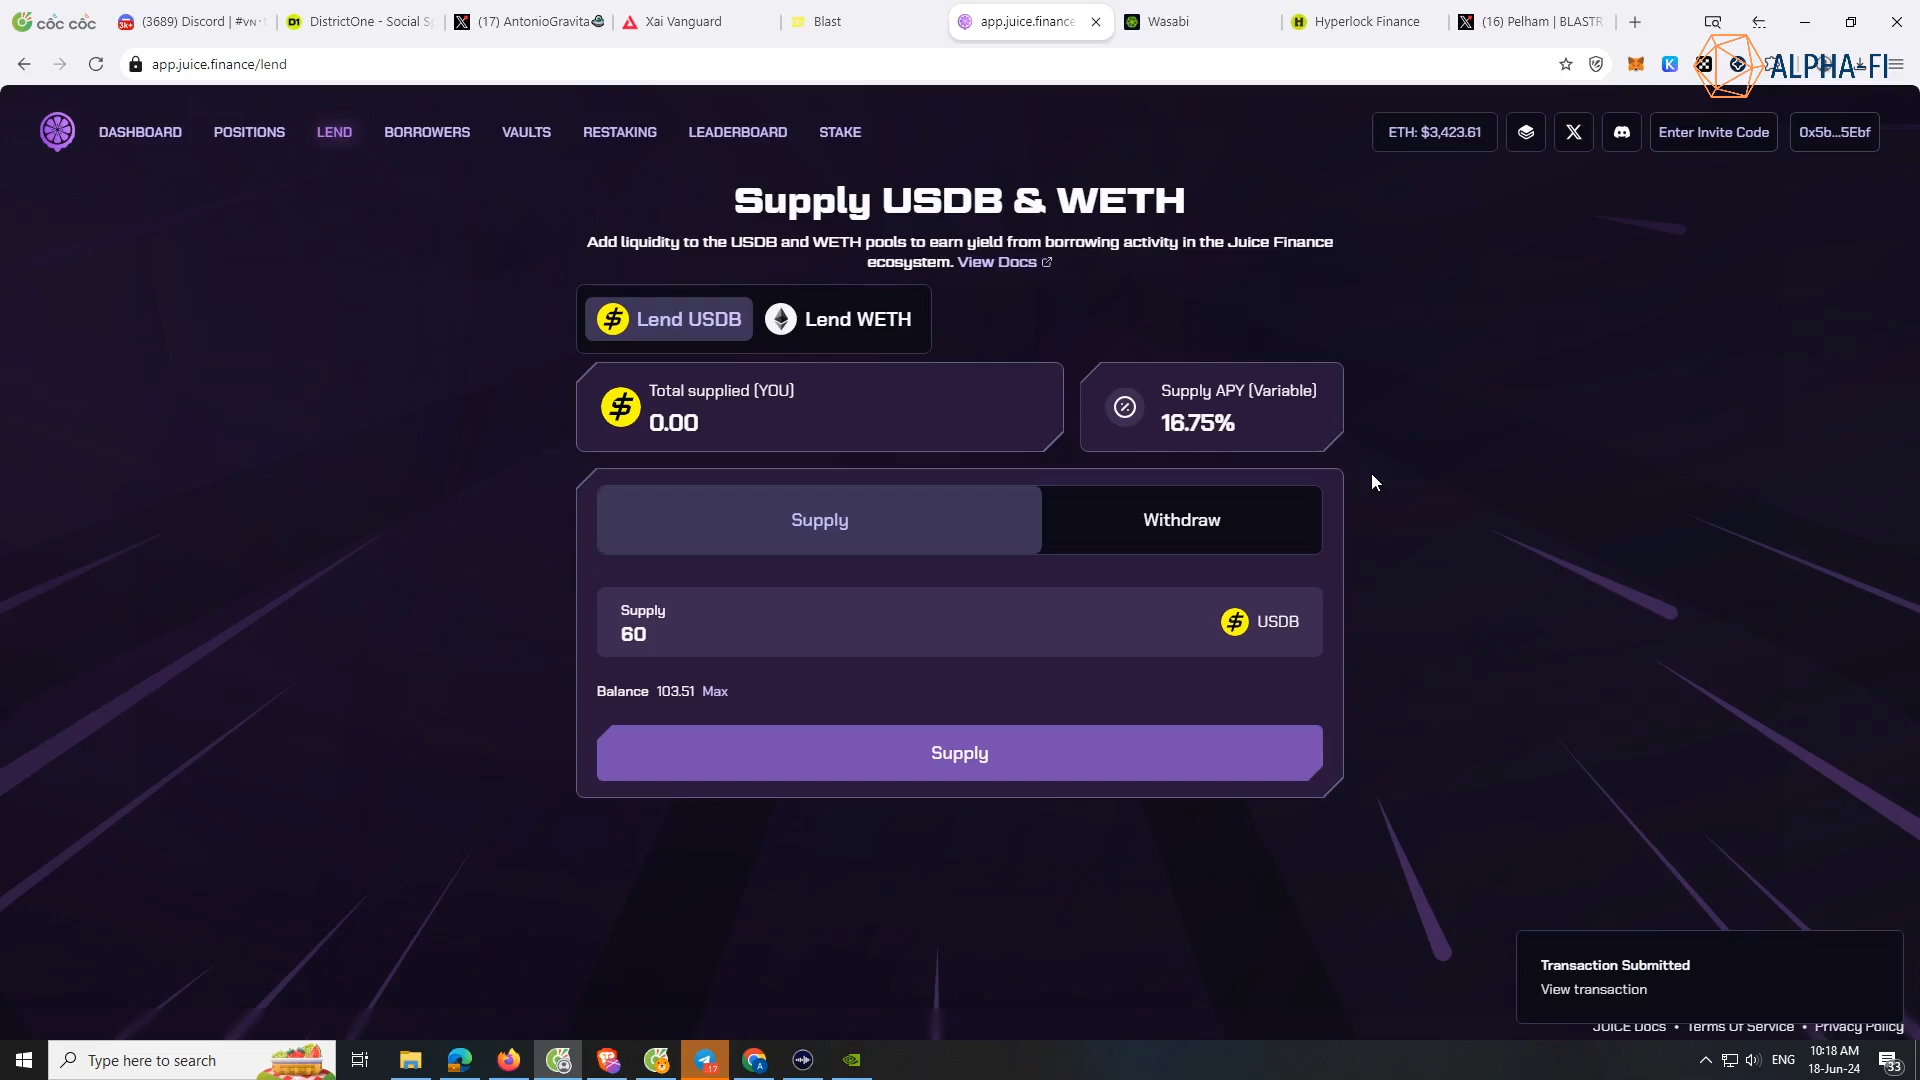 cốc cốc
(3689) Discord | #vn
DistrictOne - Social S
(17) AntonioGravita
Xai Vanguard
Blast
app.juice.finance
Wasabi
Hyperlock Finance
(16) Pelham | BLASTR
app.juice.finance/lend
ALPHA-FI
DASHBOARD
POSITIONS
LEND
BORROWERS
VAULTS
RESTAKING
LEADERBOARD
STAKE
ETH: $3,423.61
Enter Invite Code
0x5b...5Ebf
Supply USDB & WETH
Add liquidity to the USDB and WETH pools to earn yield from borrowing activity in the Juice Finance
ecosystem. View Docs
Lend USDB
Lend WETH
Total supplied (YOU)
0.00
Supply APY (Variable)
16.75%
Supply
Withdraw
Supply
60
USDB
Balance 103.51 Max
Supply
Transaction Submitted
View transaction
JUICE Docs • Terms Of Service • Privacy Policy
Type here to search
17
ENG
10:18 AM
18-Jun-24
33